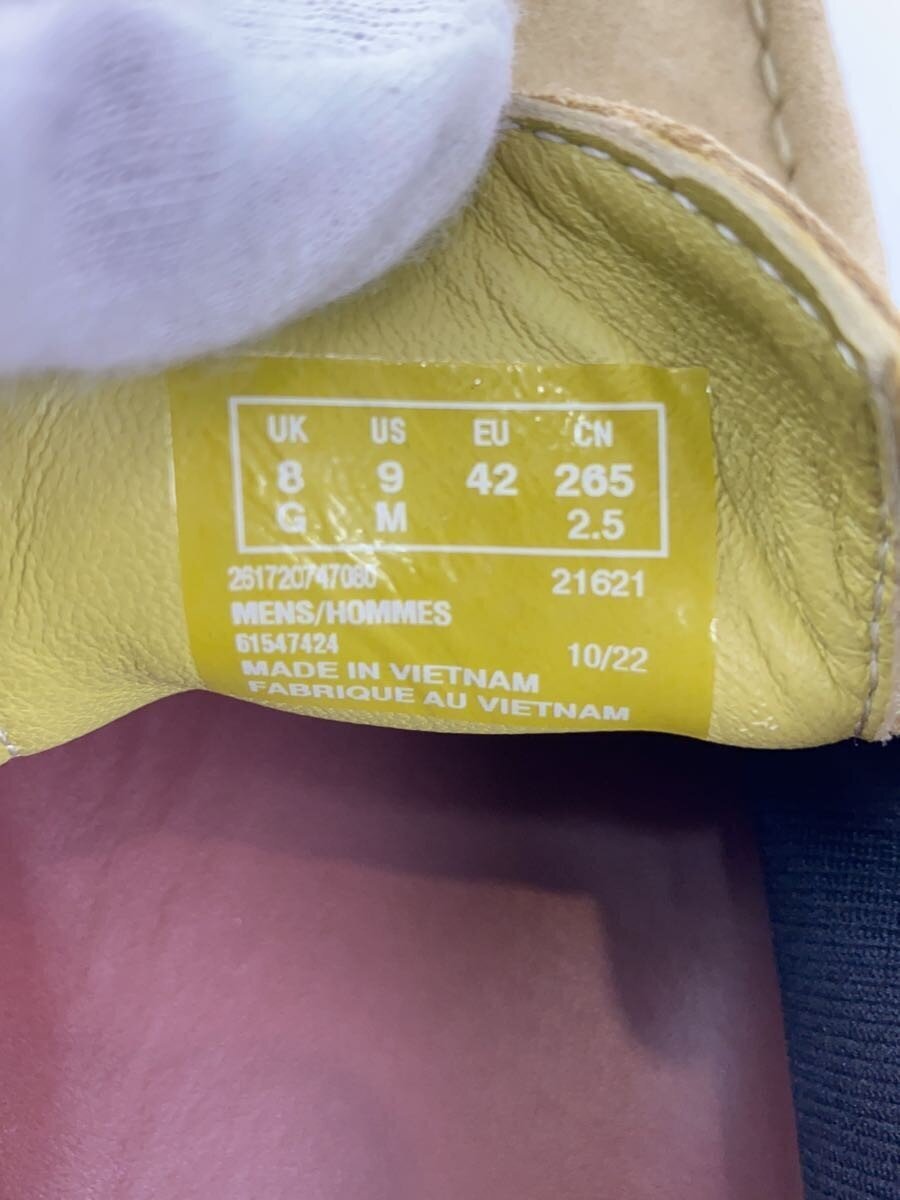 UK US EU CN
8 9 42 265
G M 2.5
261720747080 21621
MENS/HOMMES
61547424 10/22
MADE IN VIETNAM
FABRIQUE AU VIETNAM